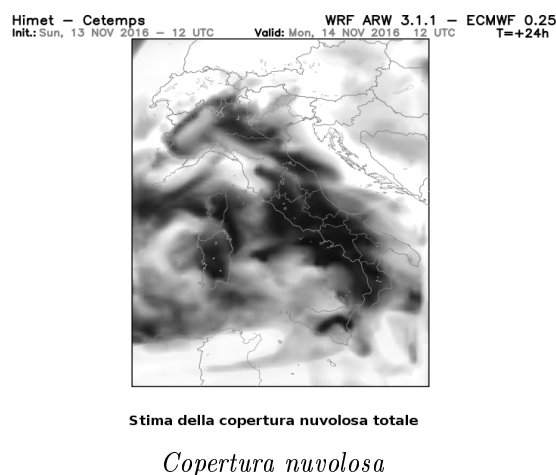 Himet – Cetemps WRF ARW 3.1.1 – ECMWF 0.25
Init.: Sun, 13 NOV 2016 – 12 UTC Valid: Mon, 14 NOV 2016 12 UTC T=+24h
Stima della copertura nuvolosa totale
Copertura nuvolosa